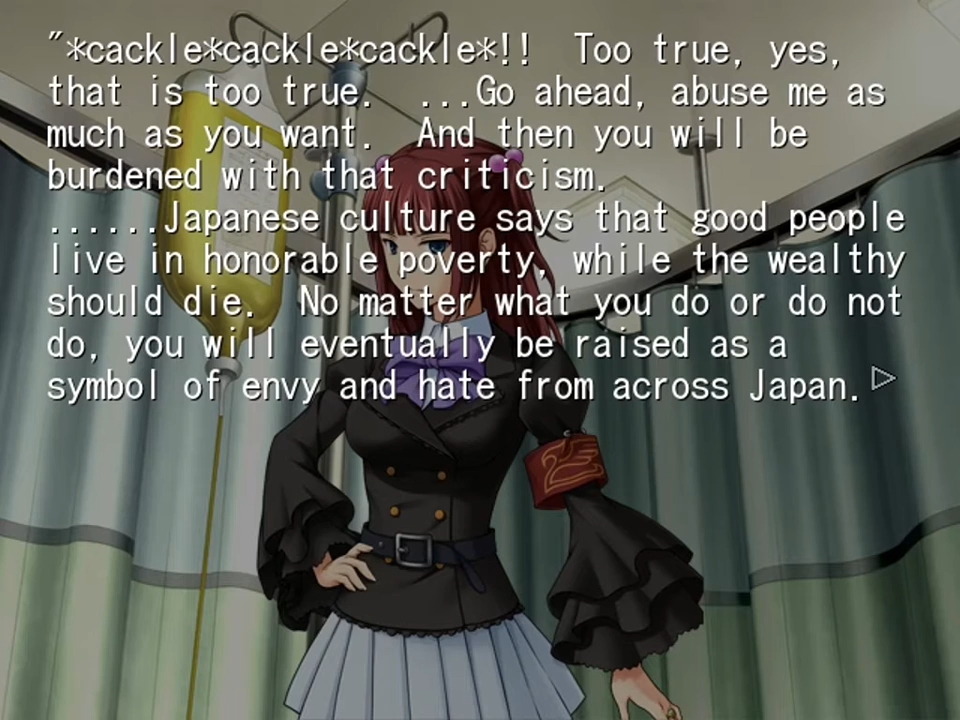 "*cackle*cackle*cackle*!!  Too true, yes,
that is too true.  ...Go ahead, abuse me as
much as you want.  And then you will be
burdened with that criticism.
......Japanese culture says that good people
live in honorable poverty, while the wealthy
should die.  No matter what you do or do not
do, you will eventually be raised as a
symbol of envy and hate from across Japan.